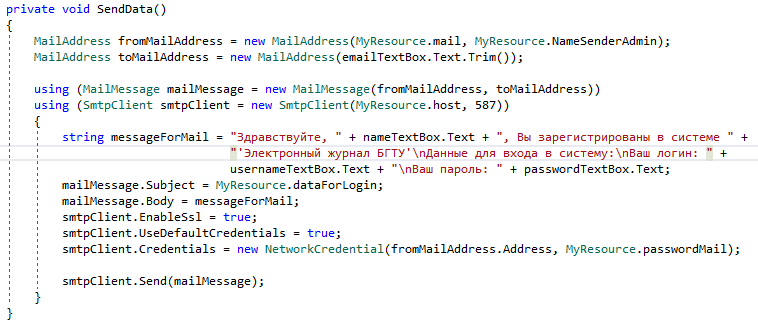 private void SendData()
{
MailAddress fromMailAddress = new MailAddress(MyResource.mail, MyResource.NameSenderAdmin);
MailAddress toMailAddress = new MailAddress(emailTextBox.Text.Trim());
using (MailMessage mailMessage = new MailMessage(fromMailAddress, toMailAddress))
using (SmtpClient smtpClient = new SmtpClient(MyResource.host, 587))
{
string messageForMail = "Здравствуйте, " + nameTextBox.Text + ", Вы зарегистрированы в системе " +
"'Электронный журнал БГТУ'\nДанные для входа в систему:\nВаш логин: " +
usernameTextBox.Text + "\nВаш пароль: " + passwordTextBox.Text;
mailMessage.Subject = MyResource.dataForLogin;
mailMessage.Body = messageForMail;
smtpClient.EnableSsl = true;
smtpClient.UseDefaultCredentials = true;
smtpClient.Credentials = new NetworkCredential(fromMailAddress.Address, MyResource.passwordMail);
smtpClient.Send(mailMessage);
}
}